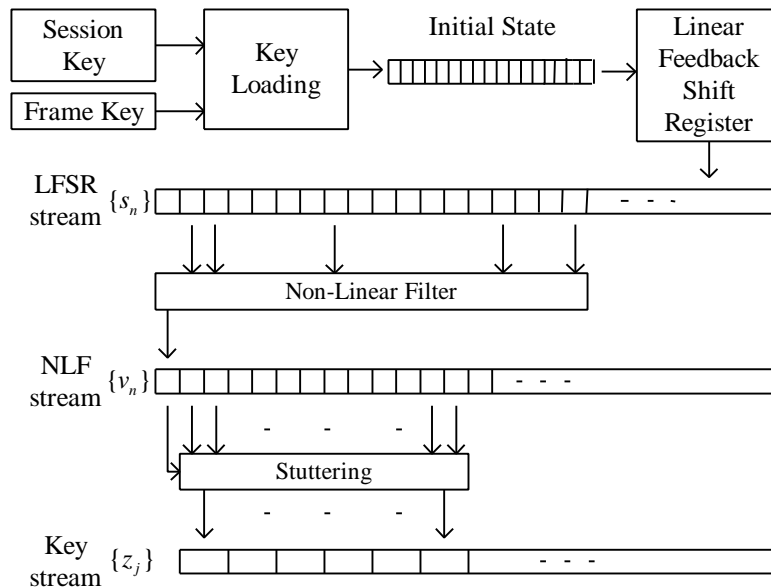 Session
Key
Frame Key
Key
Loading
Initial State
Linear
Feedback
Shift
Register
LFSR
stream {s_n}
- - -
Non-Linear Filter
NLF
stream {v_n}
- - -
- - -
Stuttering
- - -
Key
stream {z_j}
- - -